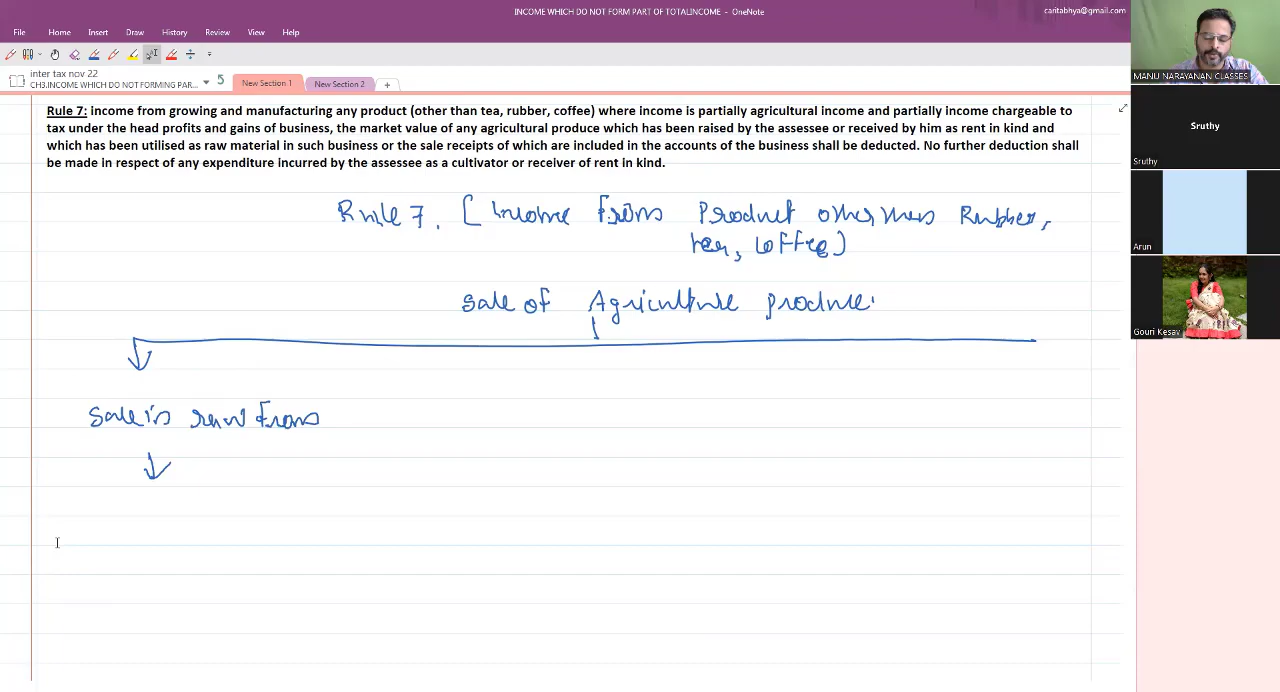 INCOME WHICH DO NOT FORM PART OF TOTALINCOME - OneNote
caritabhya@gmail.com
File Home Insert Draw History Review View Help
inter tax nov 22
CH3.INCOME WHICH DO NOT FORMING PAR...
New Section 1 New Section 2 +
Rule 7: income from growing and manufacturing any product (other than tea, rubber, coffee) where income is partially agricultural income and partially income chargeable to
tax under the head profits and gains of business, the market value of any agricultural produce which has been raised by the assessee or received by him as rent in kind and
which has been utilised as raw material in such business or the sale receipts of which are included in the accounts of the business shall be deducted. No further deduction shall
be made in respect of any expenditure incurred by the assessee as a cultivator or receiver of rent in kind.
Rule 7. [Income From Product other than Rubber,
tea, coffee)
Sale of Agriculture produce
Sale in raw From
MANU NARAYANAN CLASSES
Sruthy
Sruthy
Arun
Gouri Kesav